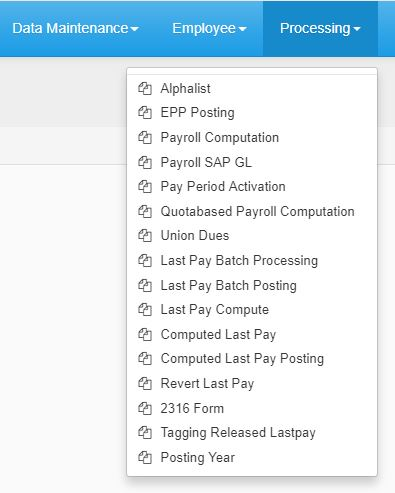 Data Maintenance
Employee
Processing
Alphalist
EPP Posting
Payroll Computation
Payroll SAP GL
Pay Period Activation
Quotabased Payroll Computation
Union Dues
Last Pay Batch Processing
Last Pay Batch Posting
Last Pay Compute
Computed Last Pay
Computed Last Pay Posting
Revert Last Pay
2316 Form
Tagging Released Lastpay
Posting Year